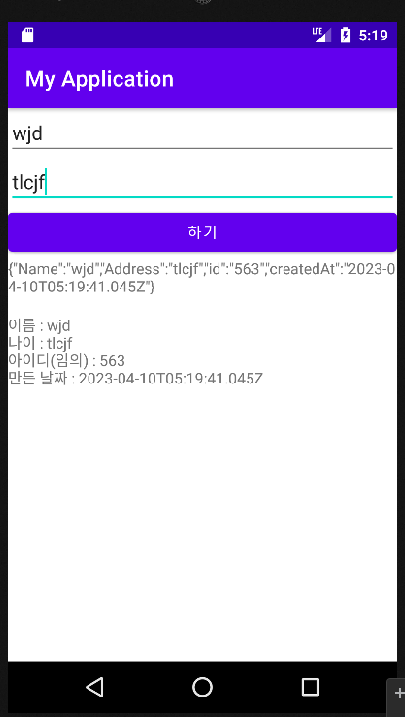 LTE 5:19
My Application
wjd
tlcjf
하기
{"Name":"wjd","Address":"tlcjf","id":"563","createdAt":"2023-0
4-10T05:19:41.045Z"}
이름 : wjd
나이 : tlcjf
아이디(임의) : 563
만든 날짜 : 2023-04-10T05:19:41.045Z